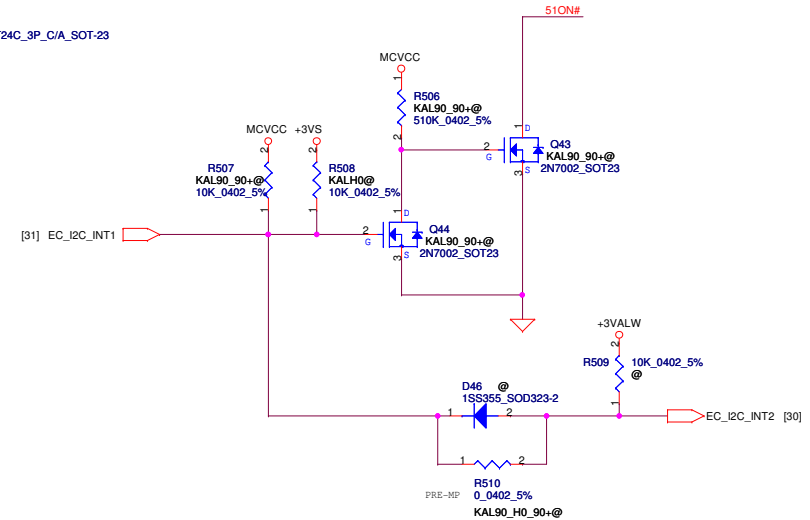 51ON#
24C_3P_C/A_SOT-23
MCVCC
1
R506
KAL90_90+@
510K_0402_5%
2
MCVCC +3VS
2 2
R507
KAL90_90+@
10K_0402_5%
1
R508
KALH0@
10K_0402_5%
1
1
D
2
G
Q43
KAL90_90+@
2N7002_SOT23
3
S
[31] EC_I2C_INT1
1
D
2
G
Q44
KAL90_90+@
2N7002_SOT23
3
S
+3VALW
2
R509 10K_0402_5%
@
1
D46 @
1SS355_SOD323-2
1 2
EC_I2C_INT2 [30]
1 2
R510
PRE-MP 0_0402_5%
KAL90_H0_90+@